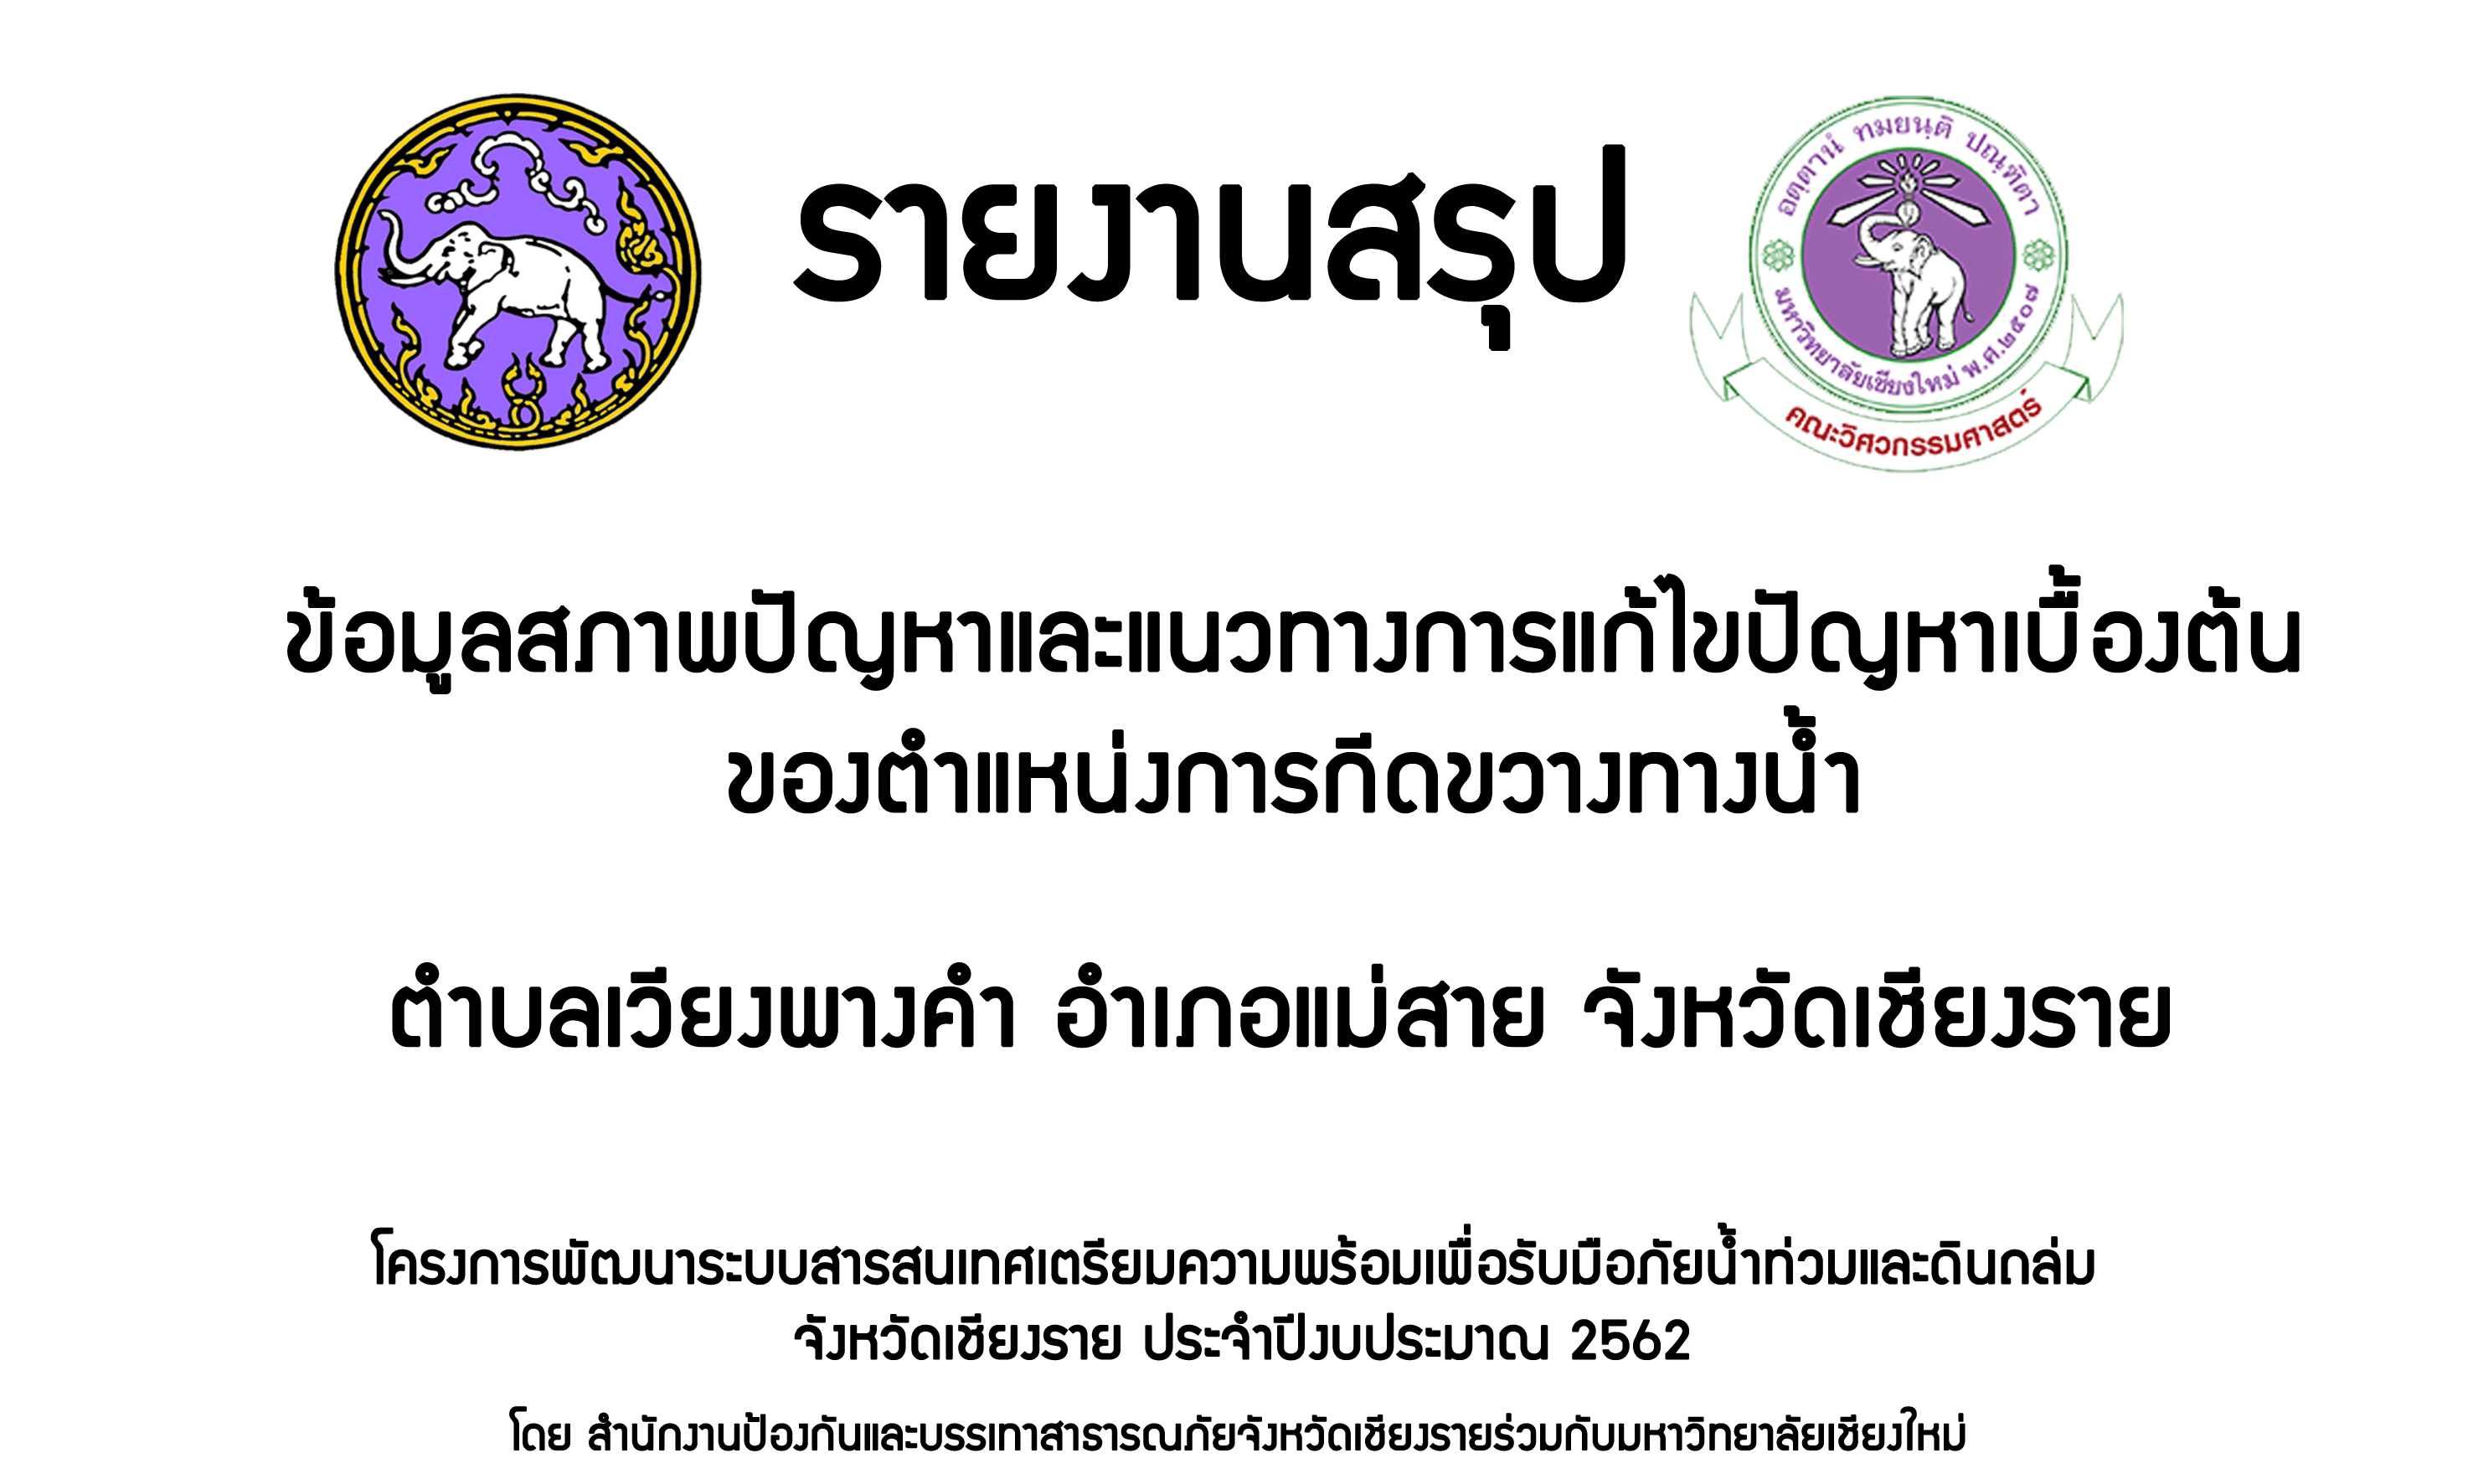 รายงานสรุป
อตฺตานํ ทมยนฺติ ปณฺฑิตา
มหาวิทยาลัยเชียงใหม่ พ.ศ.๒๕๐๗
คณะวิศวกรรมศาสตร์
ข้อมูลสภาพปัญหาและแนวทางการแก้ไขปัญหาเบื้องต้น
ของตำแหน่งการกีดขวางทางน้ำ
ตำบลเวียงพางคำ อำเภอแม่สาย จังหวัดเชียงราย
โครงการพัฒนาระบบสารสนเทศเตรียมความพร้อมเพื่อรับมือภัยน้ำท่วมและดินถล่ม
จังหวัดเชียงราย ประจำปีงบประมาณ 2562
โดย สำนักงานป้องกันและบรรเทาสาธารณภัยจังหวัดเชียงรายร่วมกับมหาวิทยาลัยเชียงใหม่